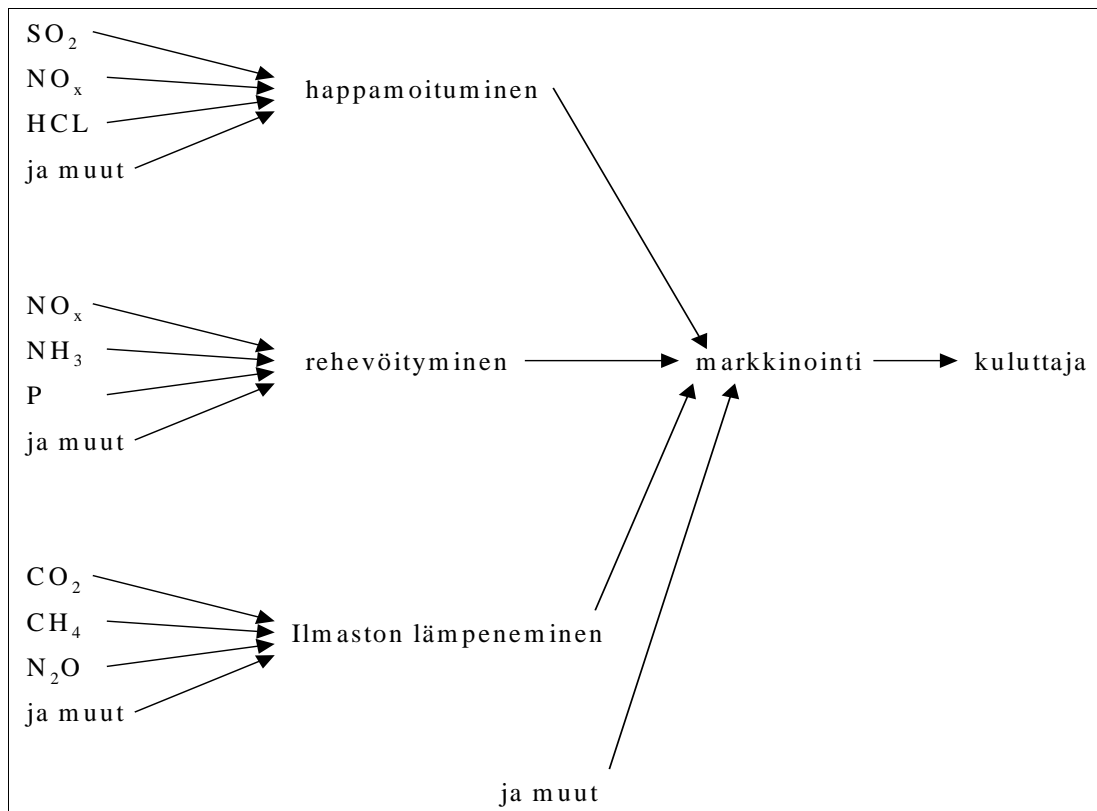 SO₂
NOₓ
HCL
ja muut
happamoituminen
NOₓ
NH₃
P
ja muut
rehevöityminen
markkinointi
kuluttaja
CO₂
CH₄
N₂O
ja muut
Ilmaston lämpeneminen
ja muut